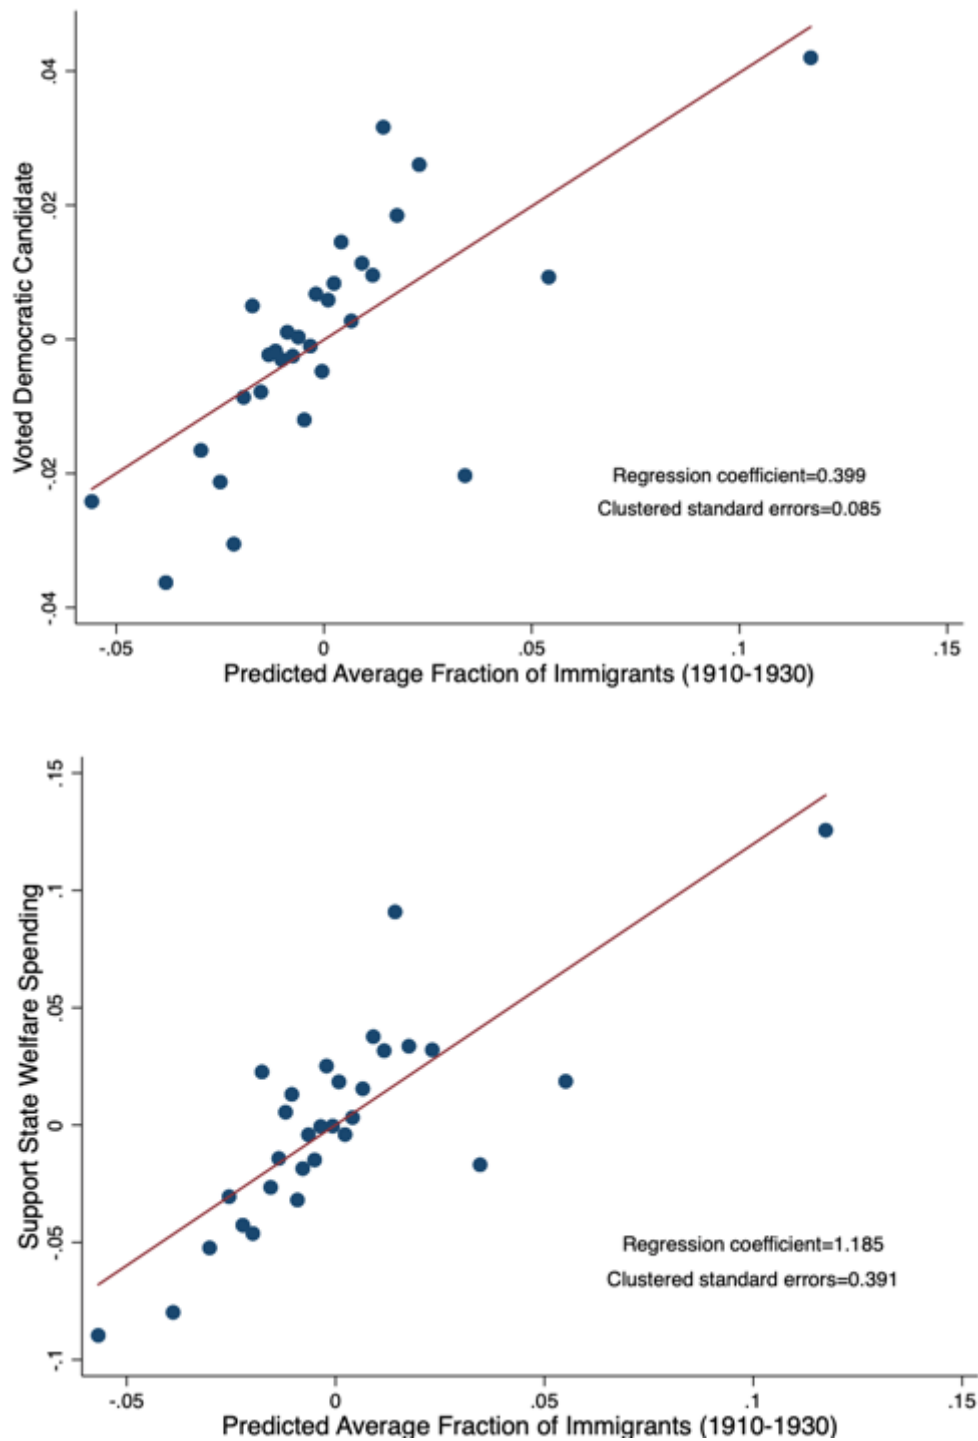 Voted Democratic Candidate
.04
.02
0
-.02
-.04
Regression coefficient=0.399
Clustered standard errors=0.085
-.05 0 .05 .1 .15
Predicted Average Fraction of Immigrants (1910-1930)
Support State Welfare Spending
.15
.1
.05
0
-.05
-.1
Regression coefficient=1.185
Clustered standard errors=0.391
-.05 0 .05 .1 .15
Predicted Average Fraction of Immigrants (1910-1930)